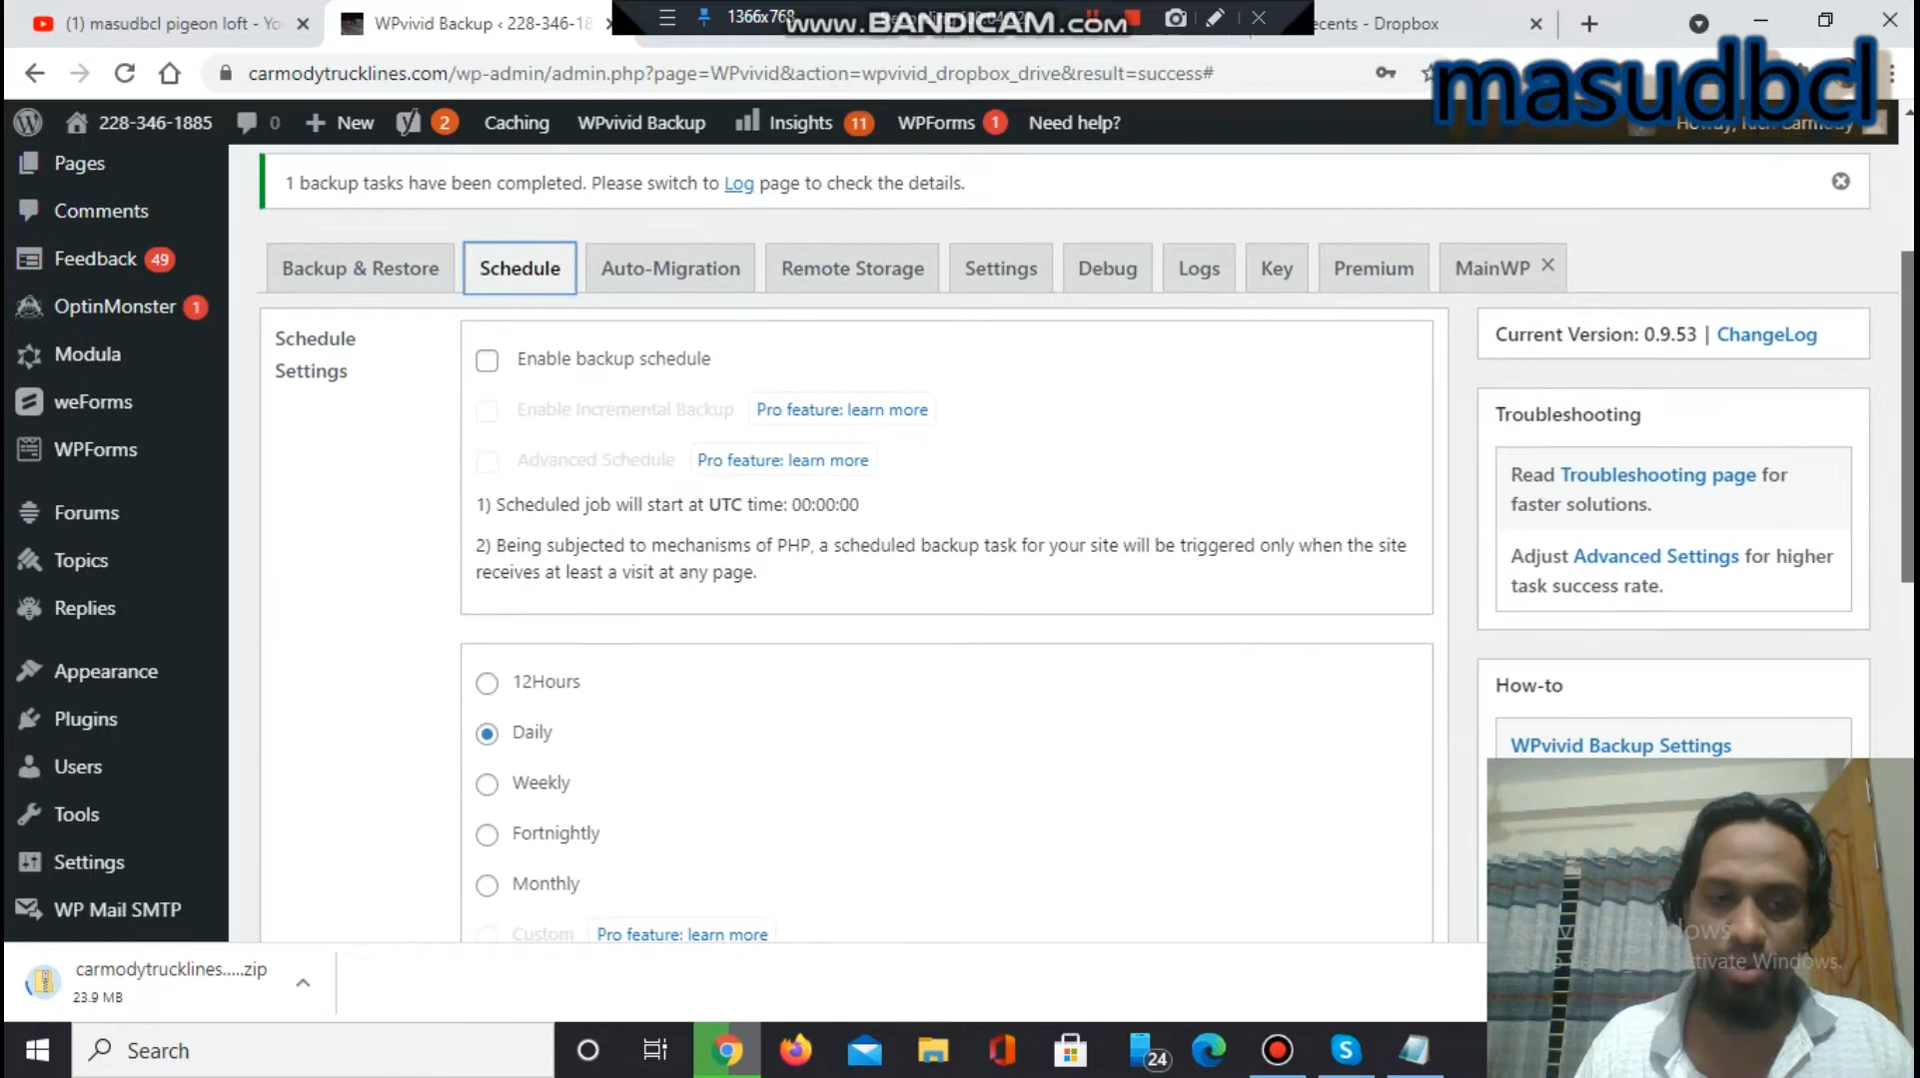 (1) masudbcl pigeon loft - Yo
WPvivid Backup ‹ 228-346-18
1366x768
www.BANDICAM.com
ecents - Dropbox
carmodytrucklines.com/wp-admin/admin.php?page=WPvivid&action=wpvivid_dropbox_drive&result=success#
masudbcl
228-346-1885
0
New
2
Caching
WPvivid Backup
Insights
11
WPForms
1
Need help?
Howdy, Rich Carmody
Pages
Comments
Feedback 49
OptinMonster 1
Modula
weForms
WPForms
Forums
Topics
Replies
Appearance
Plugins
Users
Tools
Settings
WP Mail SMTP
1 backup tasks have been completed. Please switch to Log page to check the details.
Backup & Restore
Schedule
Auto-Migration
Remote Storage
Settings
Debug
Logs
Key
Premium
MainWP
Schedule
Settings
Enable backup schedule
Enable Incremental Backup Pro feature: learn more
Advanced Schedule Pro feature: learn more
1) Scheduled job will start at UTC time: 00:00:00
2) Being subjected to mechanisms of PHP, a scheduled backup task for your site will be triggered only when the site
receives at least a visit at any page.
12Hours
Daily
Weekly
Fortnightly
Monthly
Custom Pro feature: learn more
Current Version: 0.9.53 | ChangeLog
Troubleshooting
Read Troubleshooting page for
faster solutions.
Adjust Advanced Settings for higher
task success rate.
How-to
WPvivid Backup Settings
carmodytrucklines.....zip
23.9 MB
Search
24